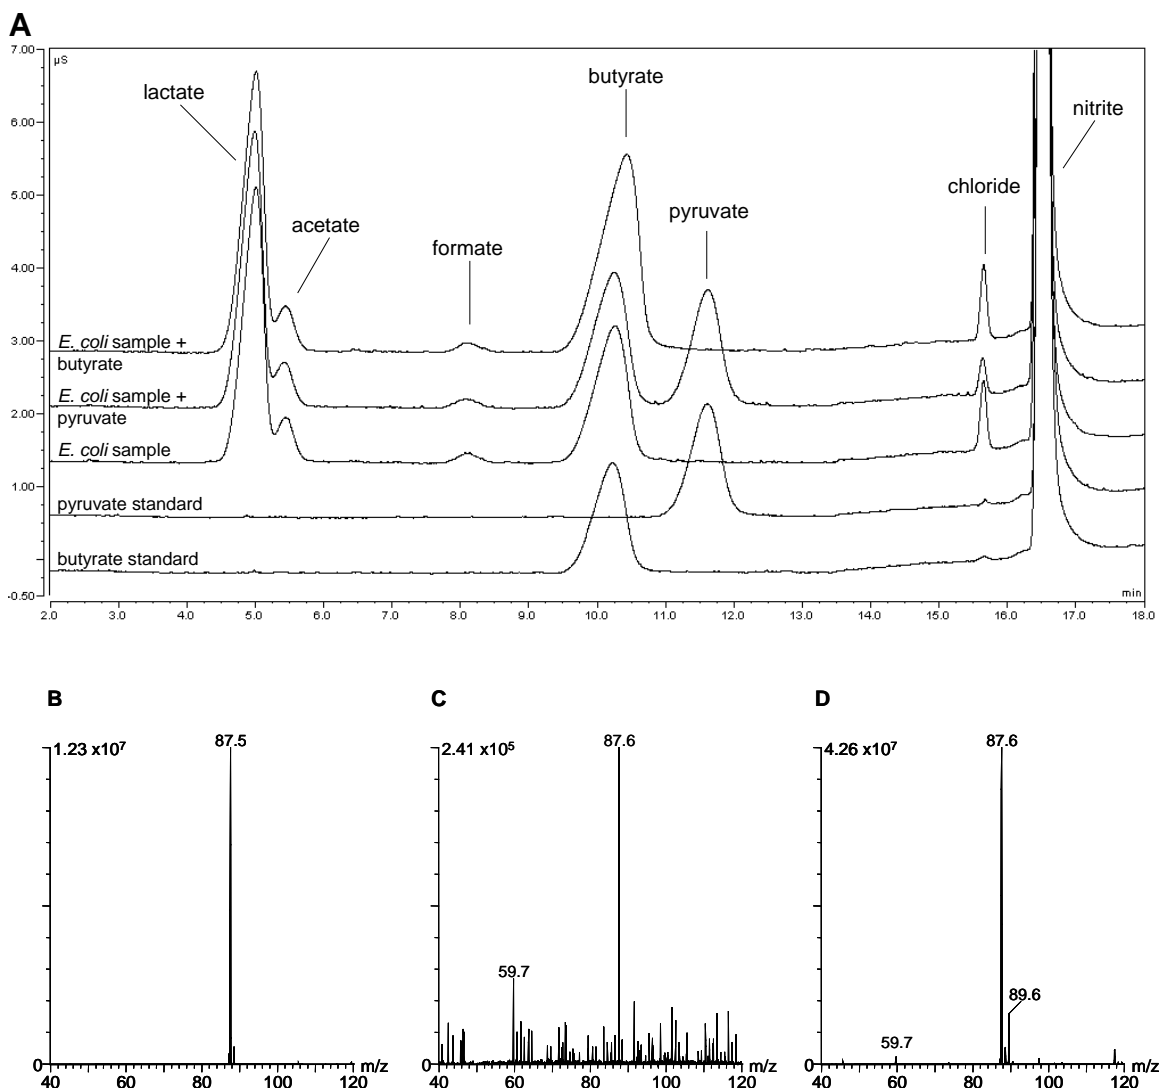 A
7.00
µS
butyrate
lactate
nitrite
6.00
chloride
5.00
pyruvate
acetate
formate
4.00
3.00
E. coli sample +
butyrate
E. coli sample +
2.00
pyruvate
E. coli sample
1.00
pyruvate standard
butyrate standard
-0.50
min
2.0 3.0 4.0 5.0 6.0 7.0 8.0 9.0 10.0 11.0 12.0 13.0 14.0 15.0 16.0 17.0 18.0
B
1.23 x10⁷
87.5
0
m/z
40 60 80 100 120
C
2.41 x10⁵
87.6
59.7
0
m/z
40 60 80 100 120
D
4.26 x10⁷
87.6
89.6
59.7
0
m/z
40 60 80 100 120